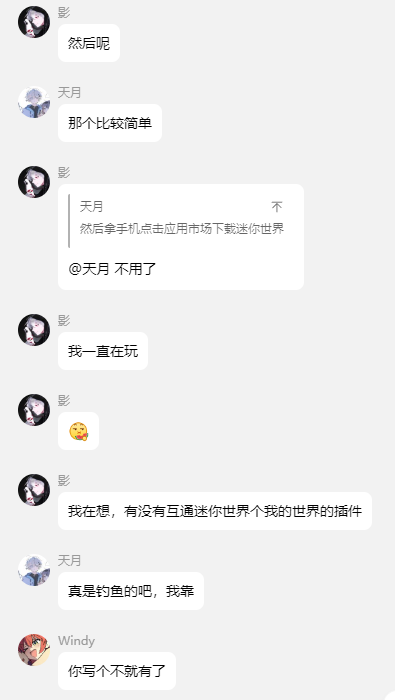 影
然后呢
天月
那个比较简单
影
天月
然后拿手机点击应用市场下载迷你世界
@天月 不用了
影
我一直在玩
影
影
我在想，有没有互通迷你世界个我的世界的插件
天月
真是钓鱼的吧，我靠
Windy
你写个不就有了